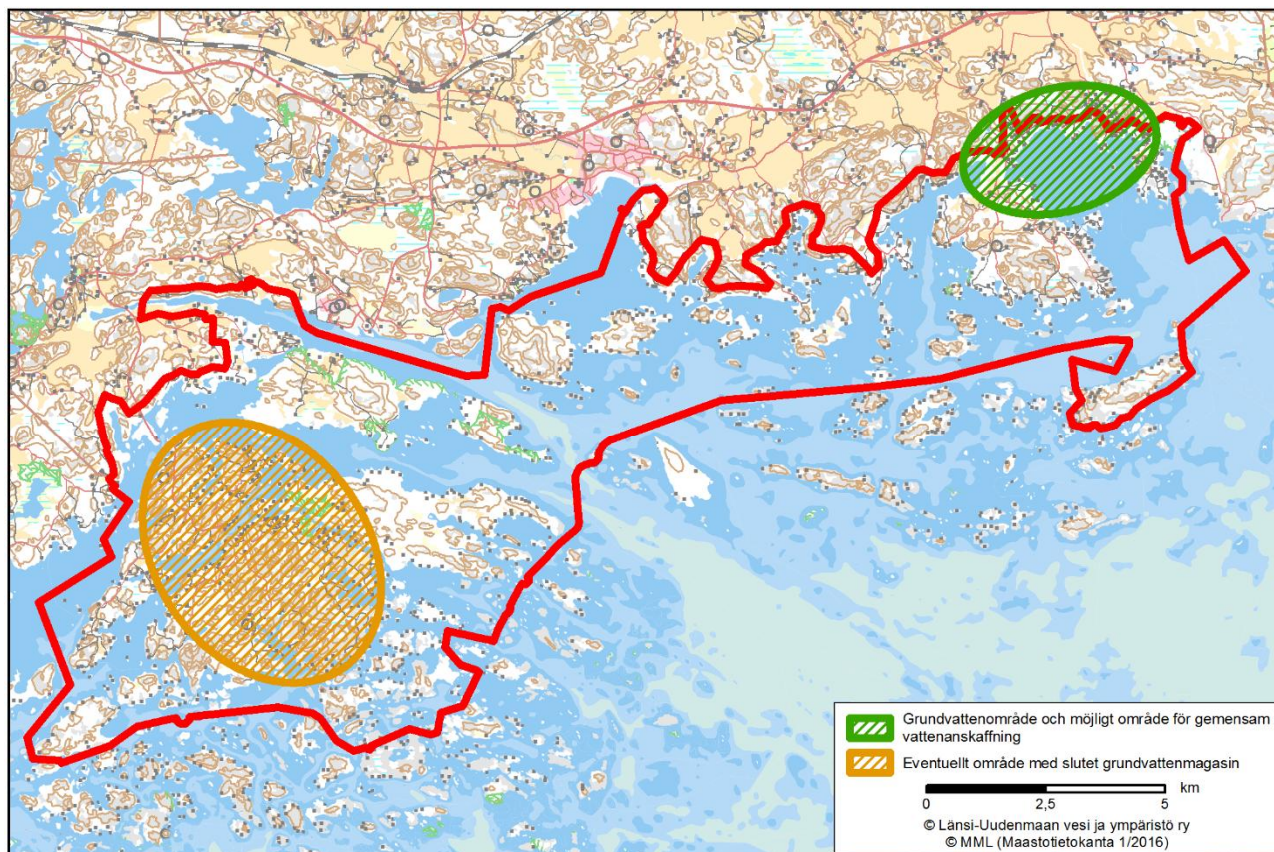 Grundvattenområde och möjligt område för gemensam
vattenanskaffning
Eventuellt område med slutet grundvattenmagasin
km
0 2,5 5
© Länsi-Uudenmaan vesi ja ympäristö ry
© MML (Maastotietokanta 1/2016)